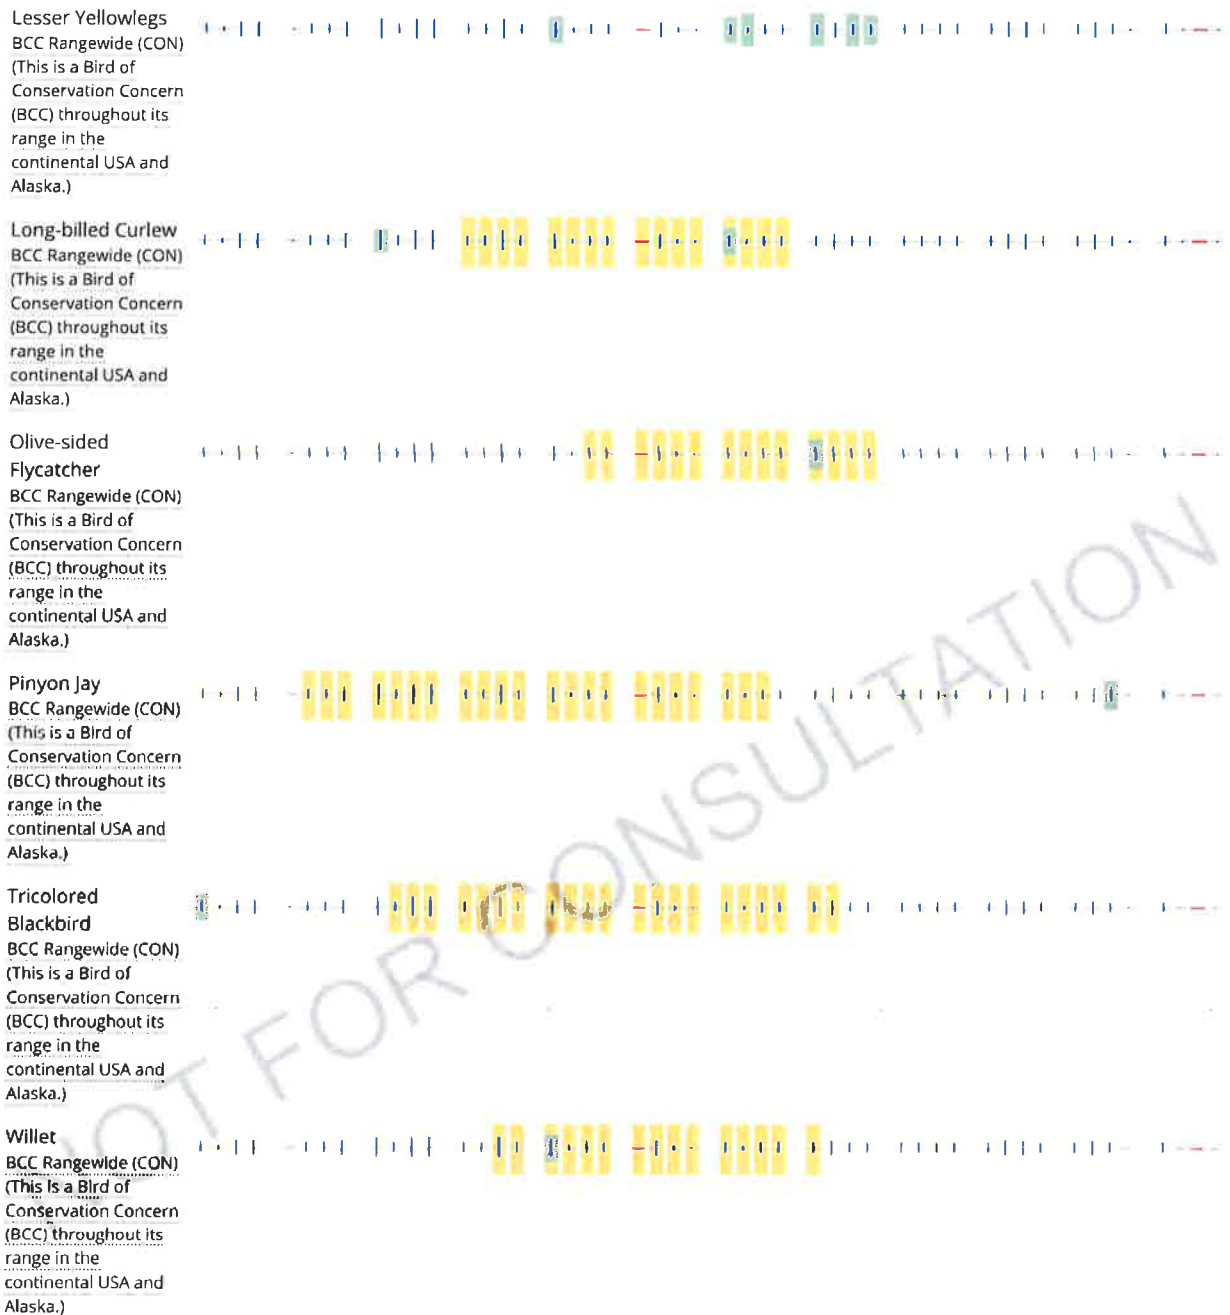 Lesser Yellowlegs
BCC Rangewide (CON)
(This is a Bird of
Conservation Concern
(BCC) throughout its
range in the
continental USA and
Alaska.)
Long-billed Curlew
BCC Rangewide (CON)
(This is a Bird of
Conservation Concern
(BCC) throughout its
range in the
continental USA and
Alaska.)
Olive-sided
Flycatcher
BCC Rangewide (CON)
(This is a Bird of
Conservation Concern
(BCC) throughout its
range in the
continental USA and
Alaska.)
Pinyon Jay
BCC Rangewide (CON)
(This is a Bird of
Conservation Concern
(BCC) throughout its
range in the
continental USA and
Alaska.)
Tricolored
Blackbird
BCC Rangewide (CON)
(This is a Bird of
Conservation Concern
(BCC) throughout its
range in the
continental USA and
Alaska.)
Willet
BCC Rangewide (CON)
(This is a Bird of
Conservation Concern
(BCC) throughout its
range in the
continental USA and
Alaska.)
NOT FOR CONSULTATION